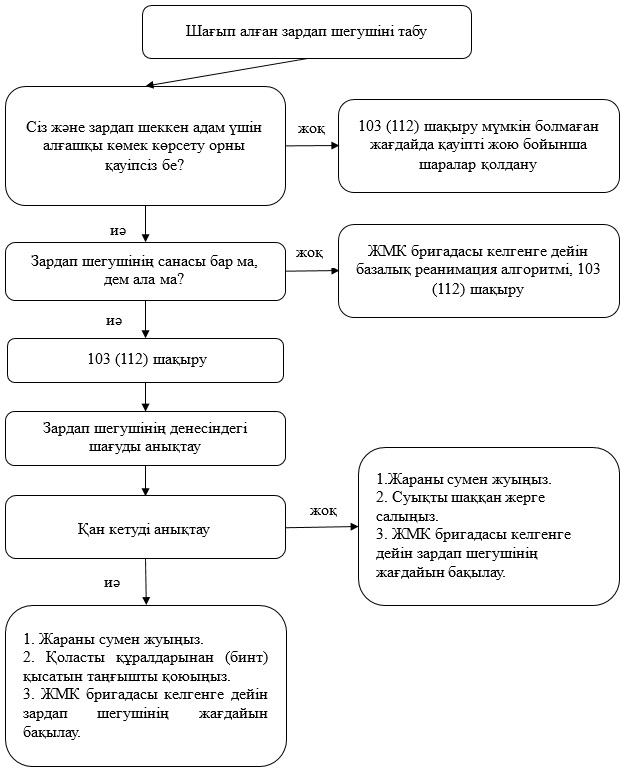 Шағып алған зардап шегушіні табу
Сіз және зардап шеккен адам үшін
алғашқы көмек көрсету орны
қауіпсіз бе?
жоқ
103 (112) шақыру мүмкін болмаған
жағдайда қауіпті жою бойынша
шаралар қолдану
иә
Зардап шегушінің санасы бар ма,
дем ала ма?
жоқ
ЖМК бригадасы келгенге дейін
базалық реанимация алгоритмі, 103
(112) шақыру
иә
103 (112) шақыру
Зардап шегушінің денесіндегі
шағуды анықтау
Қан кетуді анықтау
жоқ
1.Жараны сумен жуыңыз.
2. Суықты шаққан жерге
салыңыз.
3. ЖМК бригадасы келгенге
дейін зардап шегушінің
жағдайын бақылау.
иә
1. Жараны сумен жуыңыз.
2. Қоласты құралдарынан (бинт)
қысатын таңғышты қоюыңыз.
3. ЖМК бригадасы келгенге дейін
зардап шегушінің жағдайын
бақылау.